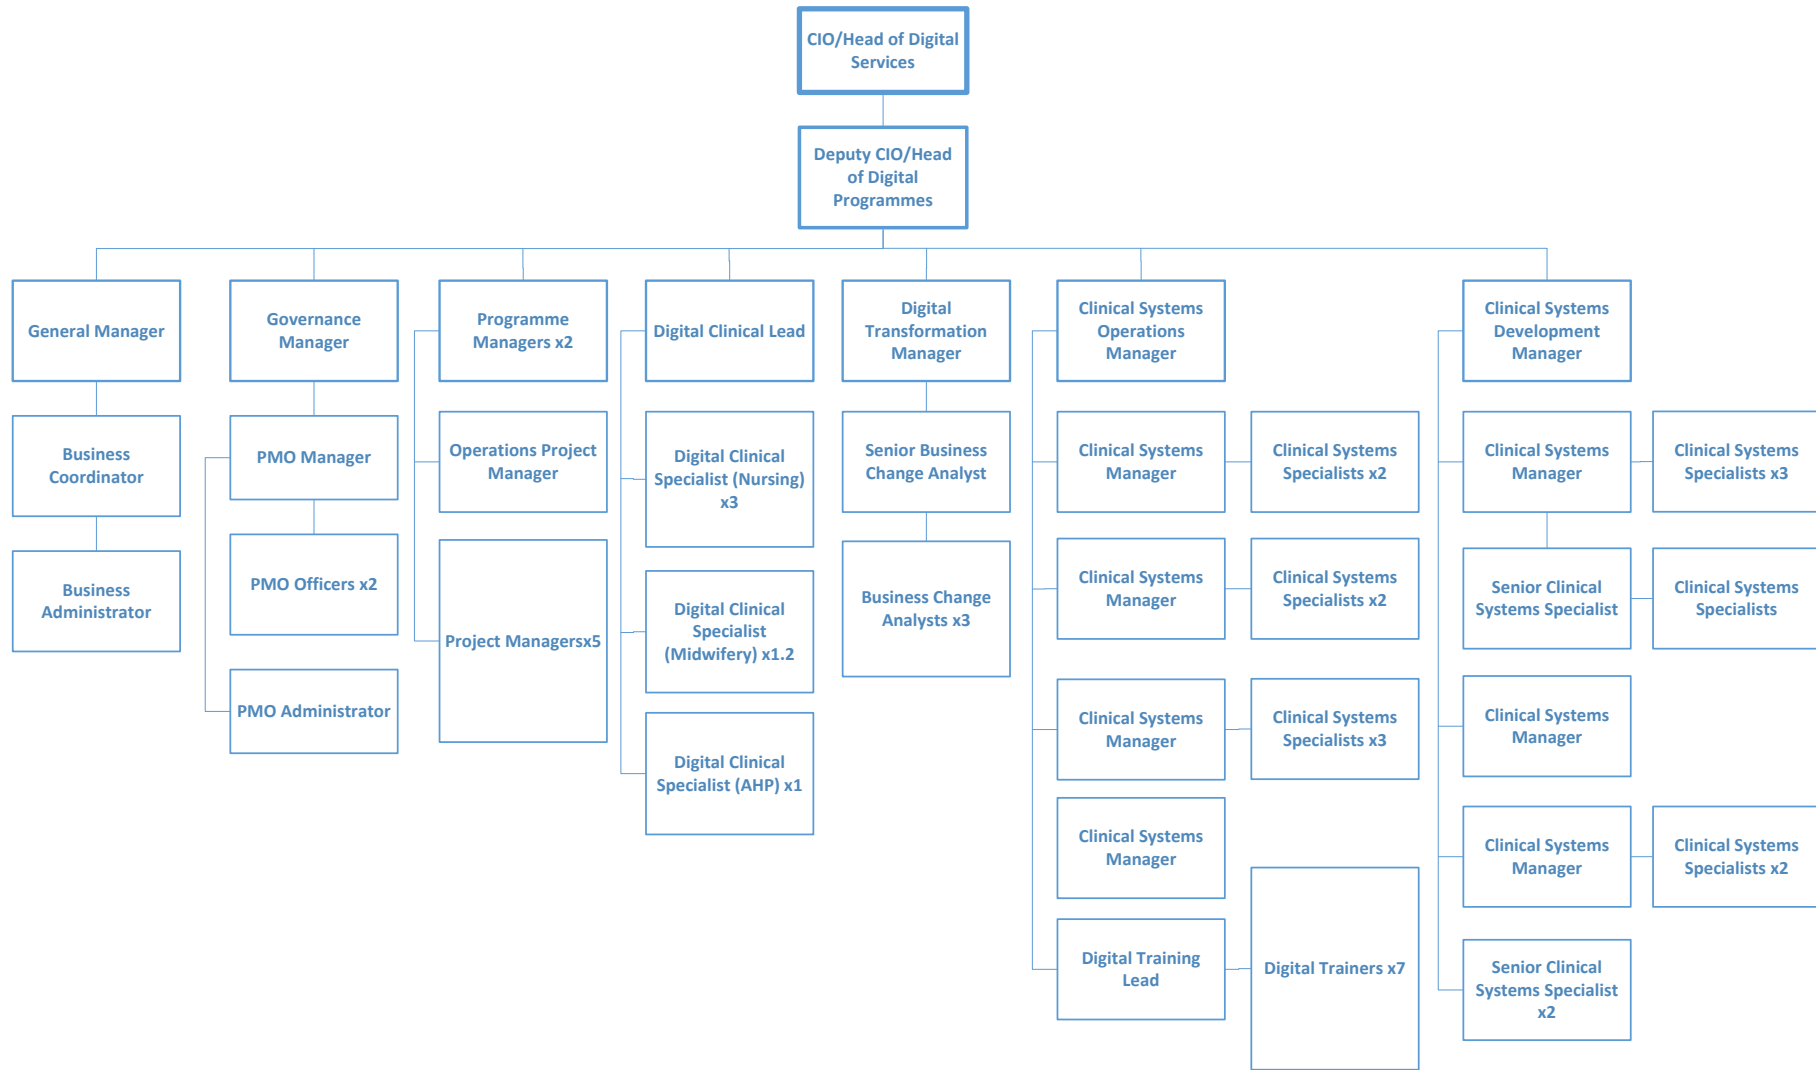 CIO/Head of Digital
Services
Deputy CIO/Head
of Digital
Programmes
General Manager
Governance
Manager
Programme
Managers x2
Digital Clinical Lead
Digital
Transformation
Manager
Clinical Systems
Operations
Manager
Clinical Systems
Development
Manager
Business
Coordinator
PMO Manager
Operations Project
Manager
Digital Clinical
Specialist (Nursing)
x3
Senior Business
Change Analyst
Clinical Systems
Manager
Clinical Systems
Specialists x2
Clinical Systems
Manager
Clinical Systems
Specialists x3
Business
Administrator
PMO Officers x2
Project Managersx5
Digital Clinical
Specialist
(Midwifery) x1.2
Business Change
Analysts x3
Clinical Systems
Manager
Clinical Systems
Specialists x2
Senior Clinical
Systems Specialist
Clinical Systems
Specialists
PMO Administrator
Digital Clinical
Specialist (AHP) x1
Clinical Systems
Manager
Clinical Systems
Specialists x3
Clinical Systems
Manager
Clinical Systems
Manager
Clinical Systems
Manager
Clinical Systems
Specialists x2
Digital Training
Lead
Digital Trainers x7
Senior Clinical
Systems Specialist
x2